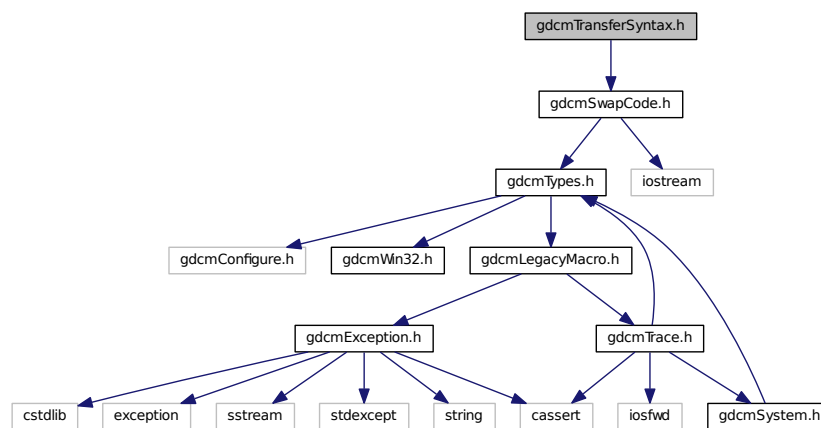 gdcmTransferSyntax.h
gdcmSwapCode.h
gdcmTypes.h
iostream
gdcmConfigure.h
gdcmWin32.h
gdcmLegacyMacro.h
gdcmException.h
gdcmTrace.h
cstdlib
exception
sstream
stdexcept
string
cassert
iosfwd
gdcmSystem.h